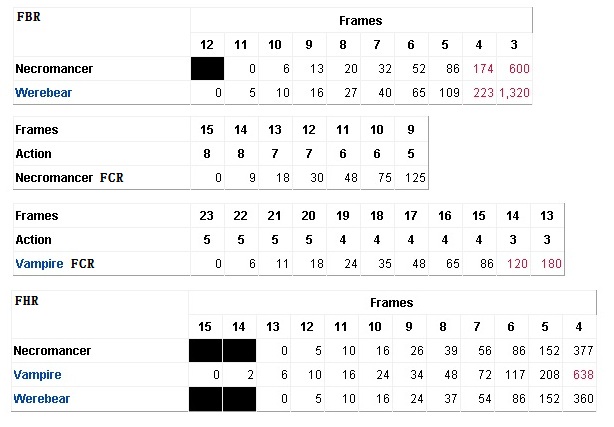 FBR Frames
12 11 10 9 8 7 6 5 4 3
Necromancer 0 6 13 20 32 52 86 174 600
Werebear 0 5 10 16 27 40 65 109 223 1,320
Frames 15 14 13 12 11 10 9
Action 8 8 7 7 6 6 5
Necromancer FCR 0 9 18 30 48 75 125
Frames 23 22 21 20 19 18 17 16 15 14 13
Action 5 5 5 5 4 4 4 4 4 3 3
Vampire FCR 0 6 11 18 24 35 48 65 86 120 180
FHR Frames
15 14 13 12 11 10 9 8 7 6 5 4
Necromancer 0 5 10 16 26 39 56 86 152 377
Vampire 0 2 6 10 16 24 34 48 72 117 208 638
Werebear 0 5 10 16 24 37 54 86 152 360